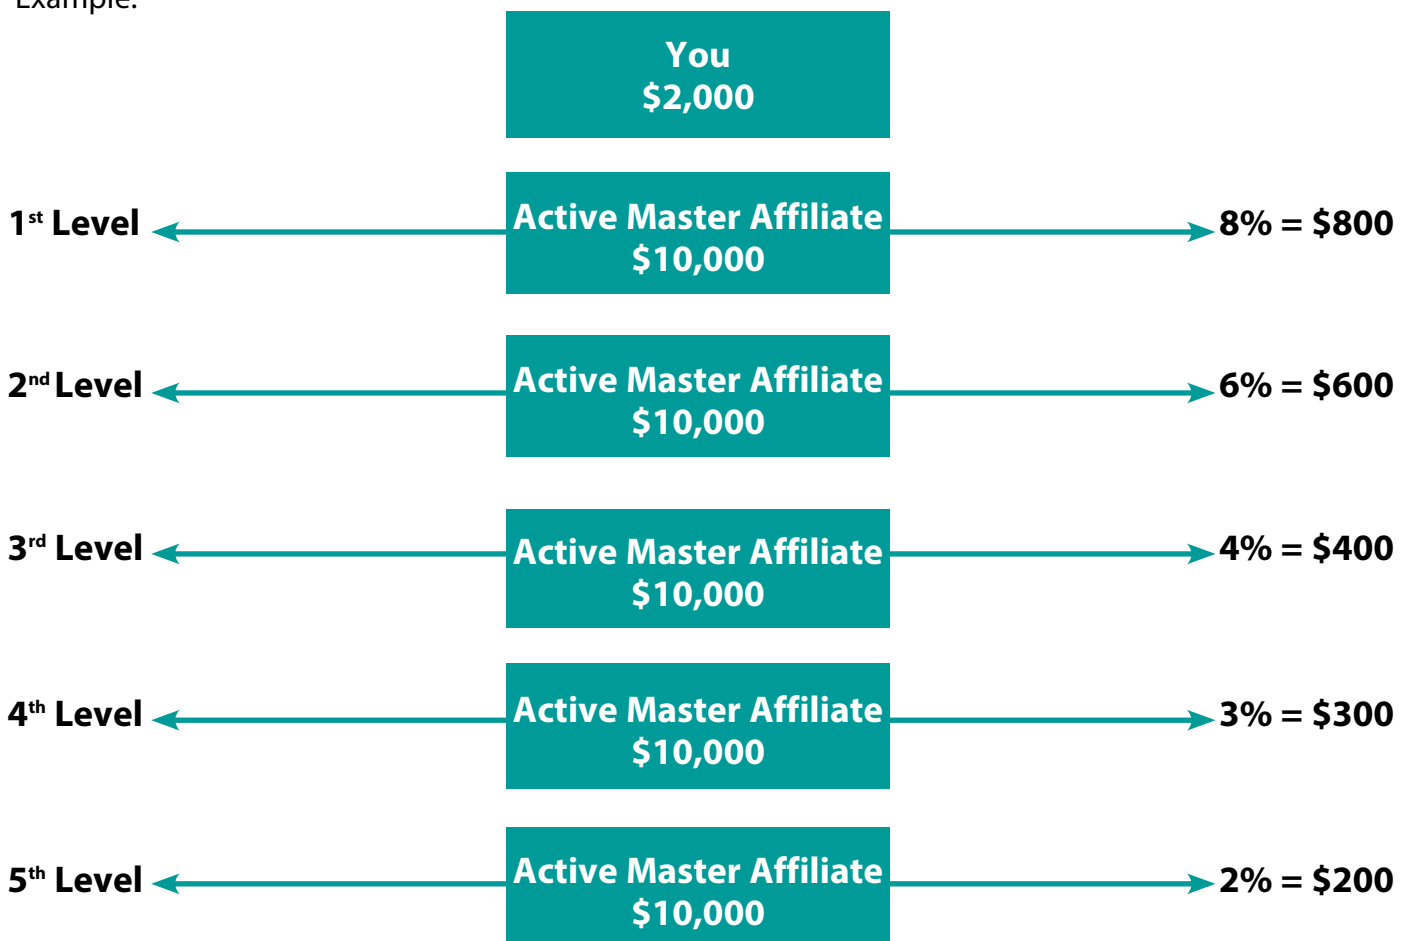 Example:
You
$2,000
1st Level
Active Master Affiliate
$10,000
8% = $800
2nd Level
Active Master Affiliate
$10,000
6% = $600
3rd Level
Active Master Affiliate
$10,000
4% = $400
4th Level
Active Master Affiliate
$10,000
3% = $300
5th Level
Active Master Affiliate
$10,000
2% = $200